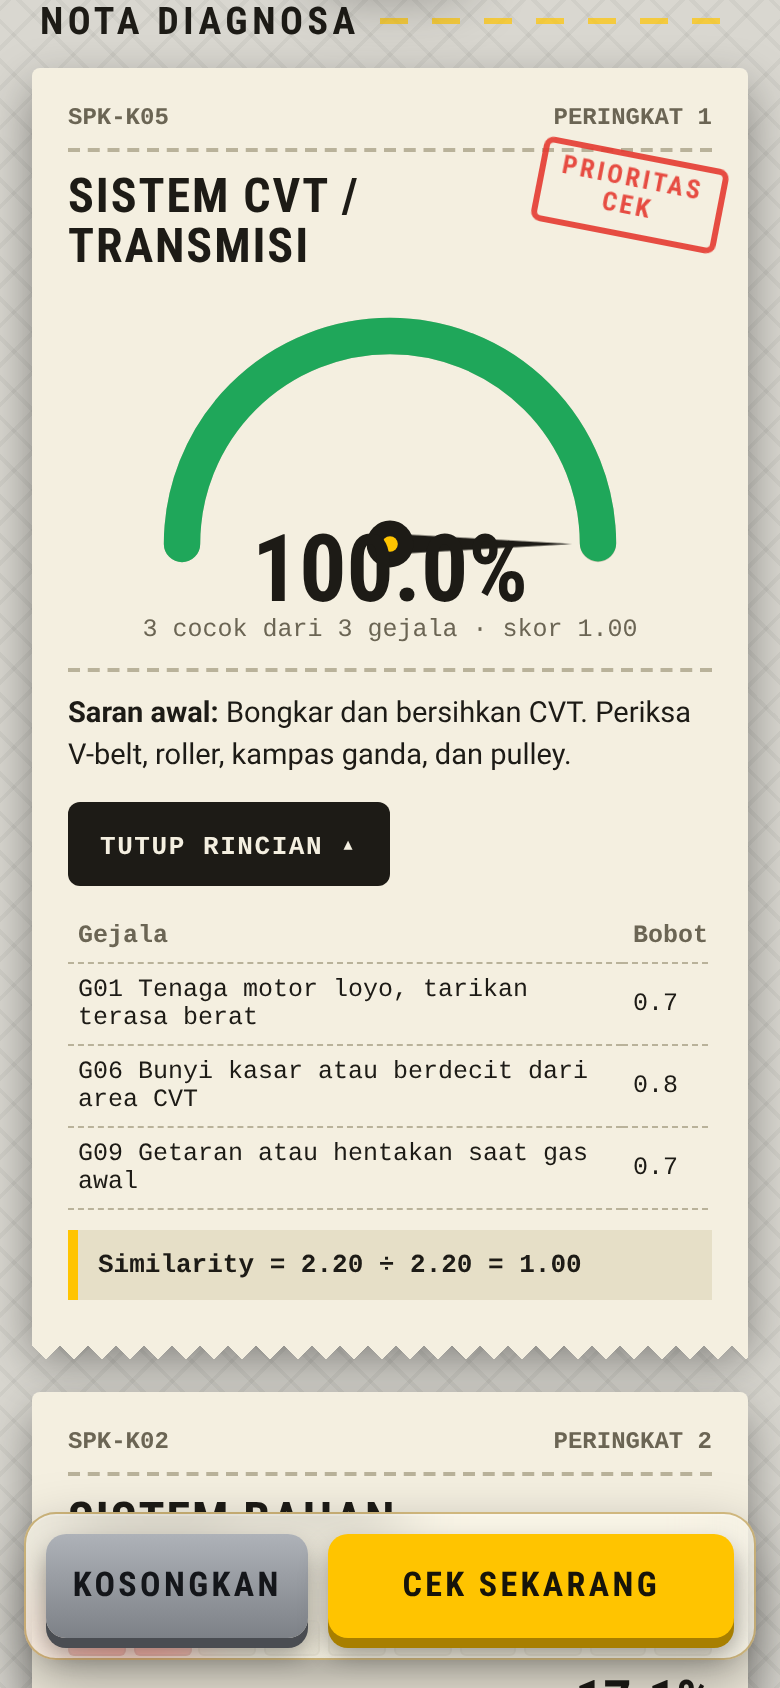 NOTA DIAGNOSA
SPK-K05
PERINGKAT 1
PRIORITAS
CEK
SISTEM CVT /
TRANSMISI
100.0%
3 cocok dari 3 gejala · skor 1.00
Saran awal: Bongkar dan bersihkan CVT. Periksa
V-belt, roller, kampas ganda, dan pulley.
TUTUP RINCIAN ▴
Gejala Bobot
G01 Tenaga motor loyo, tarikan
terasa berat
0.7
G06 Bunyi kasar atau berdecit dari
area CVT
0.8
G09 Getaran atau hentakan saat gas
awal
0.7
Similarity = 2.20 ÷ 2.20 = 1.00
SPK-K02
PERINGKAT 2
SISTEM BAHAN
KOSONGKAN
CEK SEKARANG
17.1%